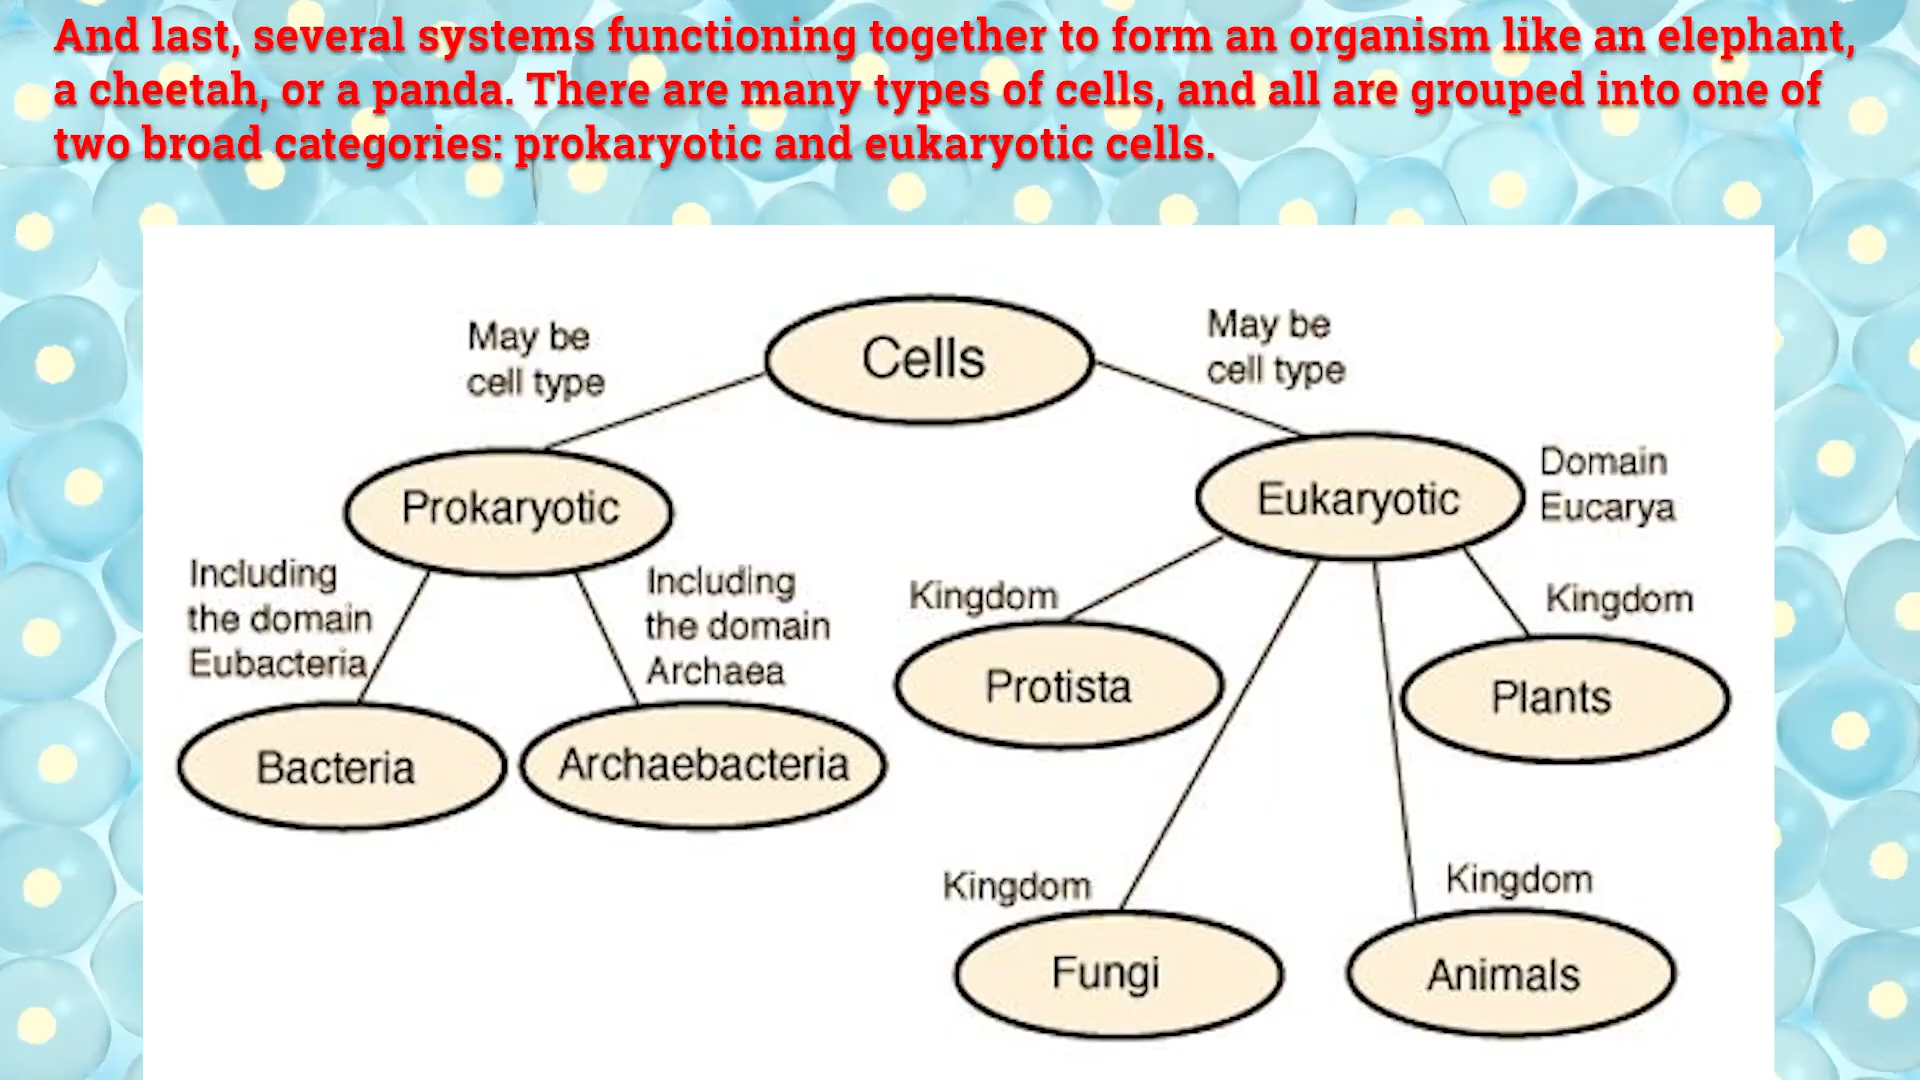 And last, several systems functioning together to form an organism like an elephant,
a cheetah, or a panda. There are many types of cells, and all are grouped into one of
two broad categories: prokaryotic and eukaryotic cells.
Cells
May be
cell type
May be
cell type
Prokaryotic
Eukaryotic
Domain
Eucarya
Including
the domain
Eubacteria
Including
the domain
Archaea
Bacteria
Archaebacteria
Kingdom
Protista
Kingdom
Plants
Kingdom
Fungi
Kingdom
Animals